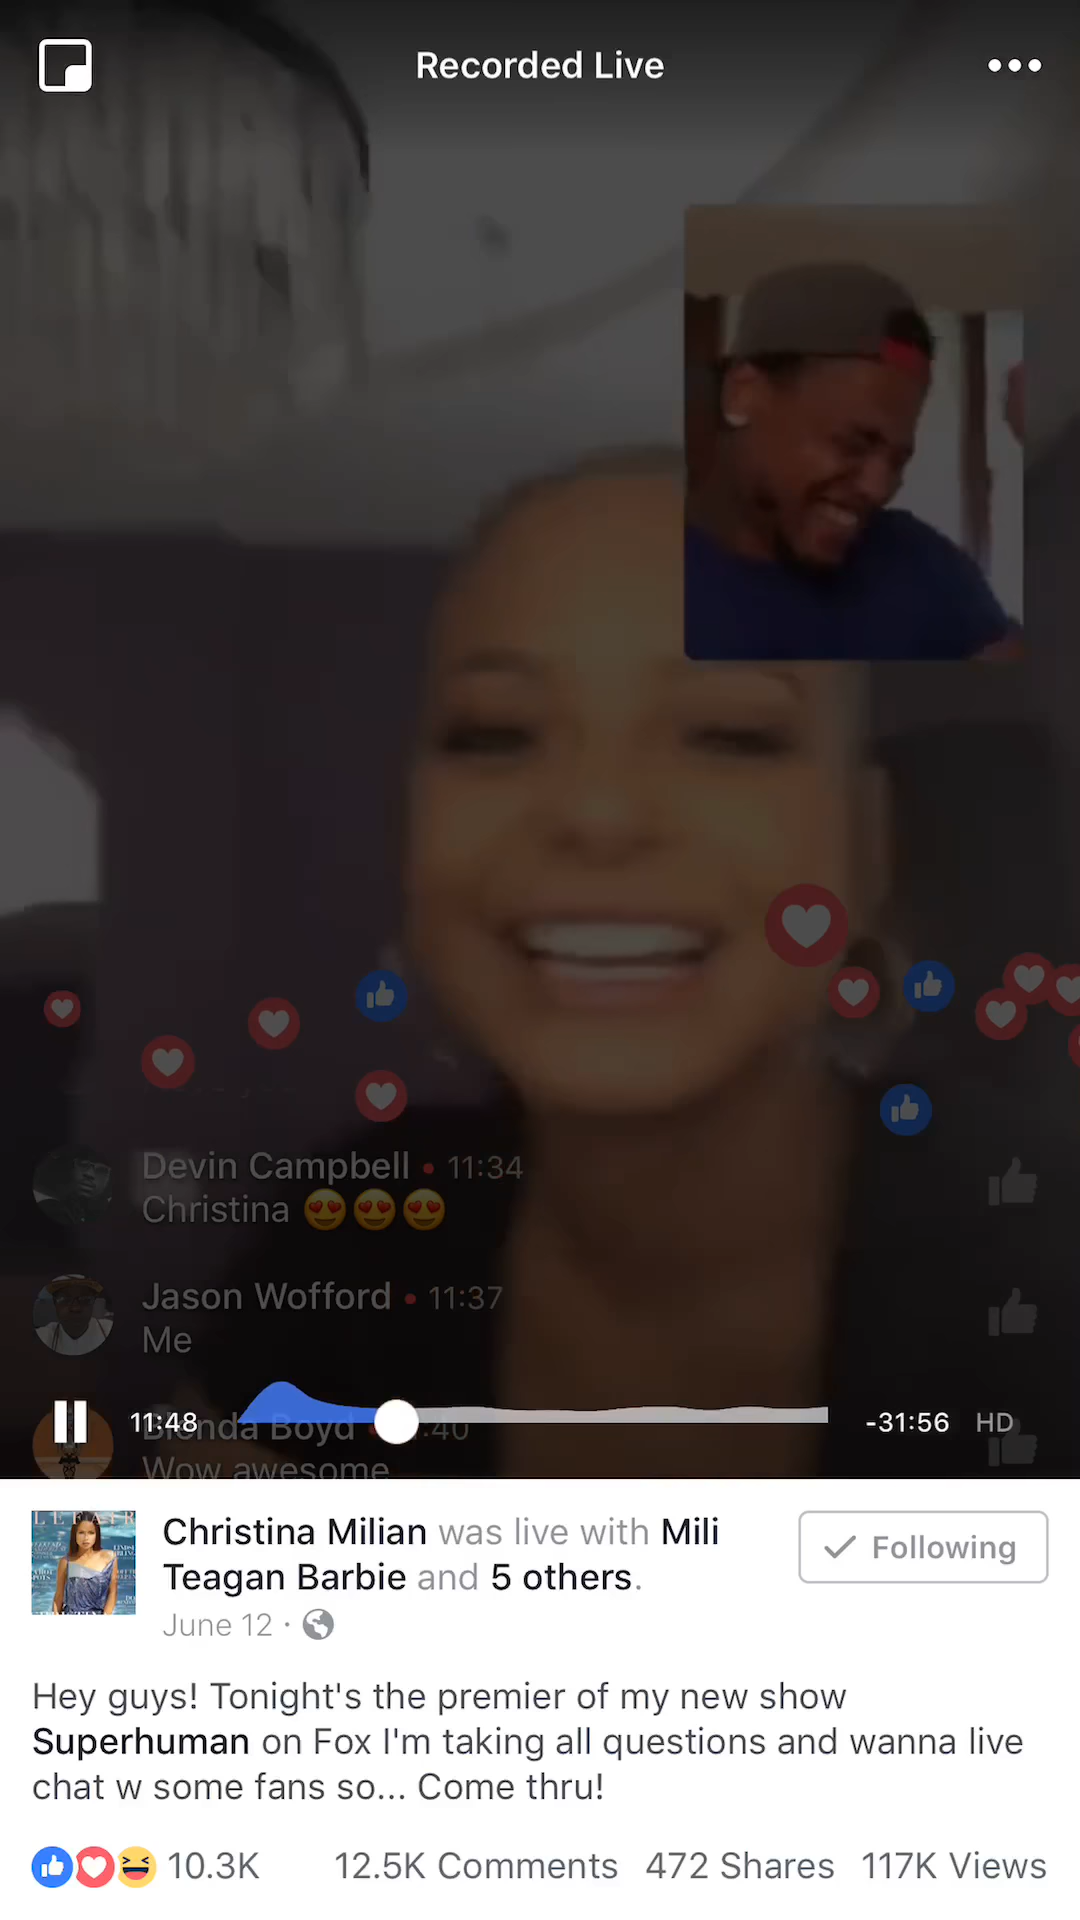 Recorded Live
Devin Campbell • 11:34
Christina 😍😍😍
Jason Wofford • 11:37
Me
Boyd
:40
Wow awesome
11:48
-31:56 HD
Christina Milian was live with Mili
Teagan Barbie and 5 others.
Following
June 12 ·
Hey guys! Tonight's the premier of my new show
Superhuman on Fox I'm taking all questions and wanna live
chat w some fans so... Come thru!
10.3K 12.5K Comments 472 Shares 117K Views